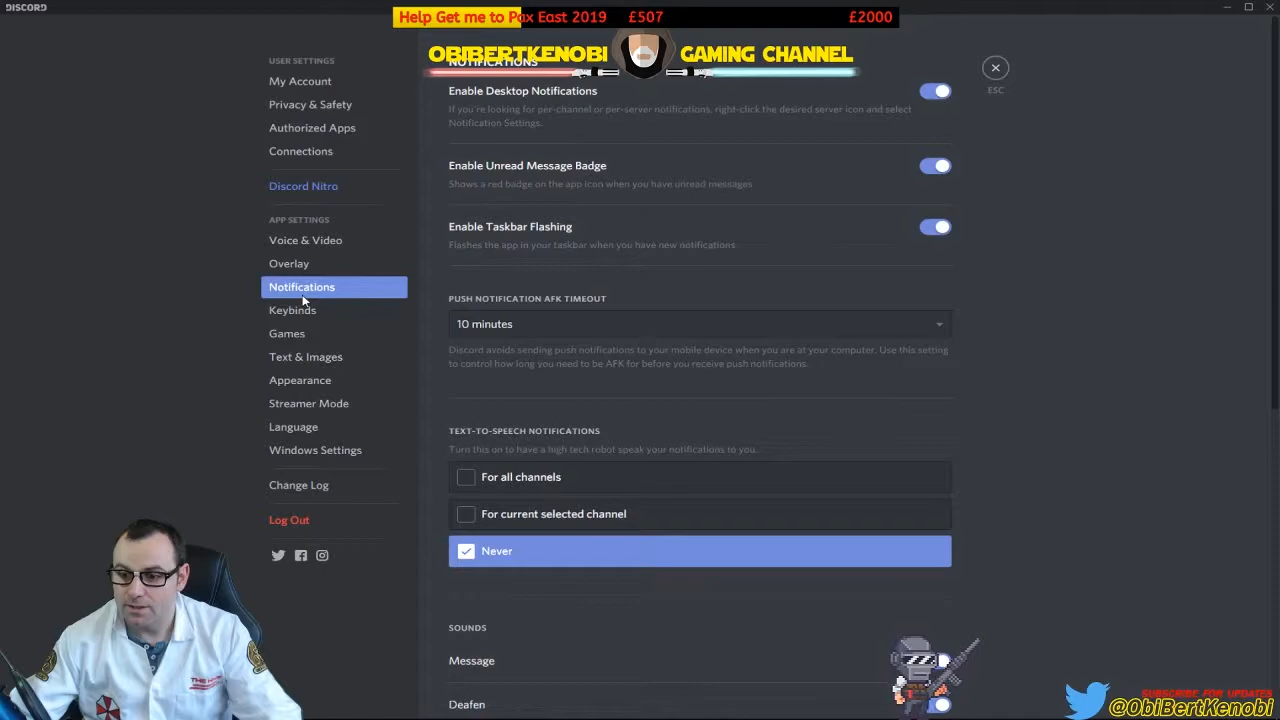 DISCORD
Help Get me to Pax East 2019 £507 £2000
OBIBERTKENOBI GAMING CHANNEL
USER SETTINGS
My Account
Privacy & Safety
Authorized Apps
Connections
Discord Nitro
APP SETTINGS
Voice & Video
Overlay
Notifications
Keybinds
Games
Text & Images
Appearance
Streamer Mode
Language
Windows Settings
Change Log
Log Out
NOTIFICATIONS
Enable Desktop Notifications
If you're looking for per-channel or per-server notifications, right-click the desired server icon and select
Notification Settings.
Enable Unread Message Badge
Shows a red badge on the app icon when you have unread messages
Enable Taskbar Flashing
Flashes the app in your taskbar when you have new notifications.
PUSH NOTIFICATION AFK TIMEOUT
10 minutes
Discord avoids sending push notifications to your mobile device when you are at your computer. Use this setting
to control how long you need to be AFK for before you receive push notifications.
TEXT-TO-SPEECH NOTIFICATIONS
Turn this on to have a high tech robot speak your notifications to you.
For all channels
For current selected channel
Never
SOUNDS
Message
Deafen
ESC
SUBSCRIBE FOR UPDATES
@ObiBertKenobi